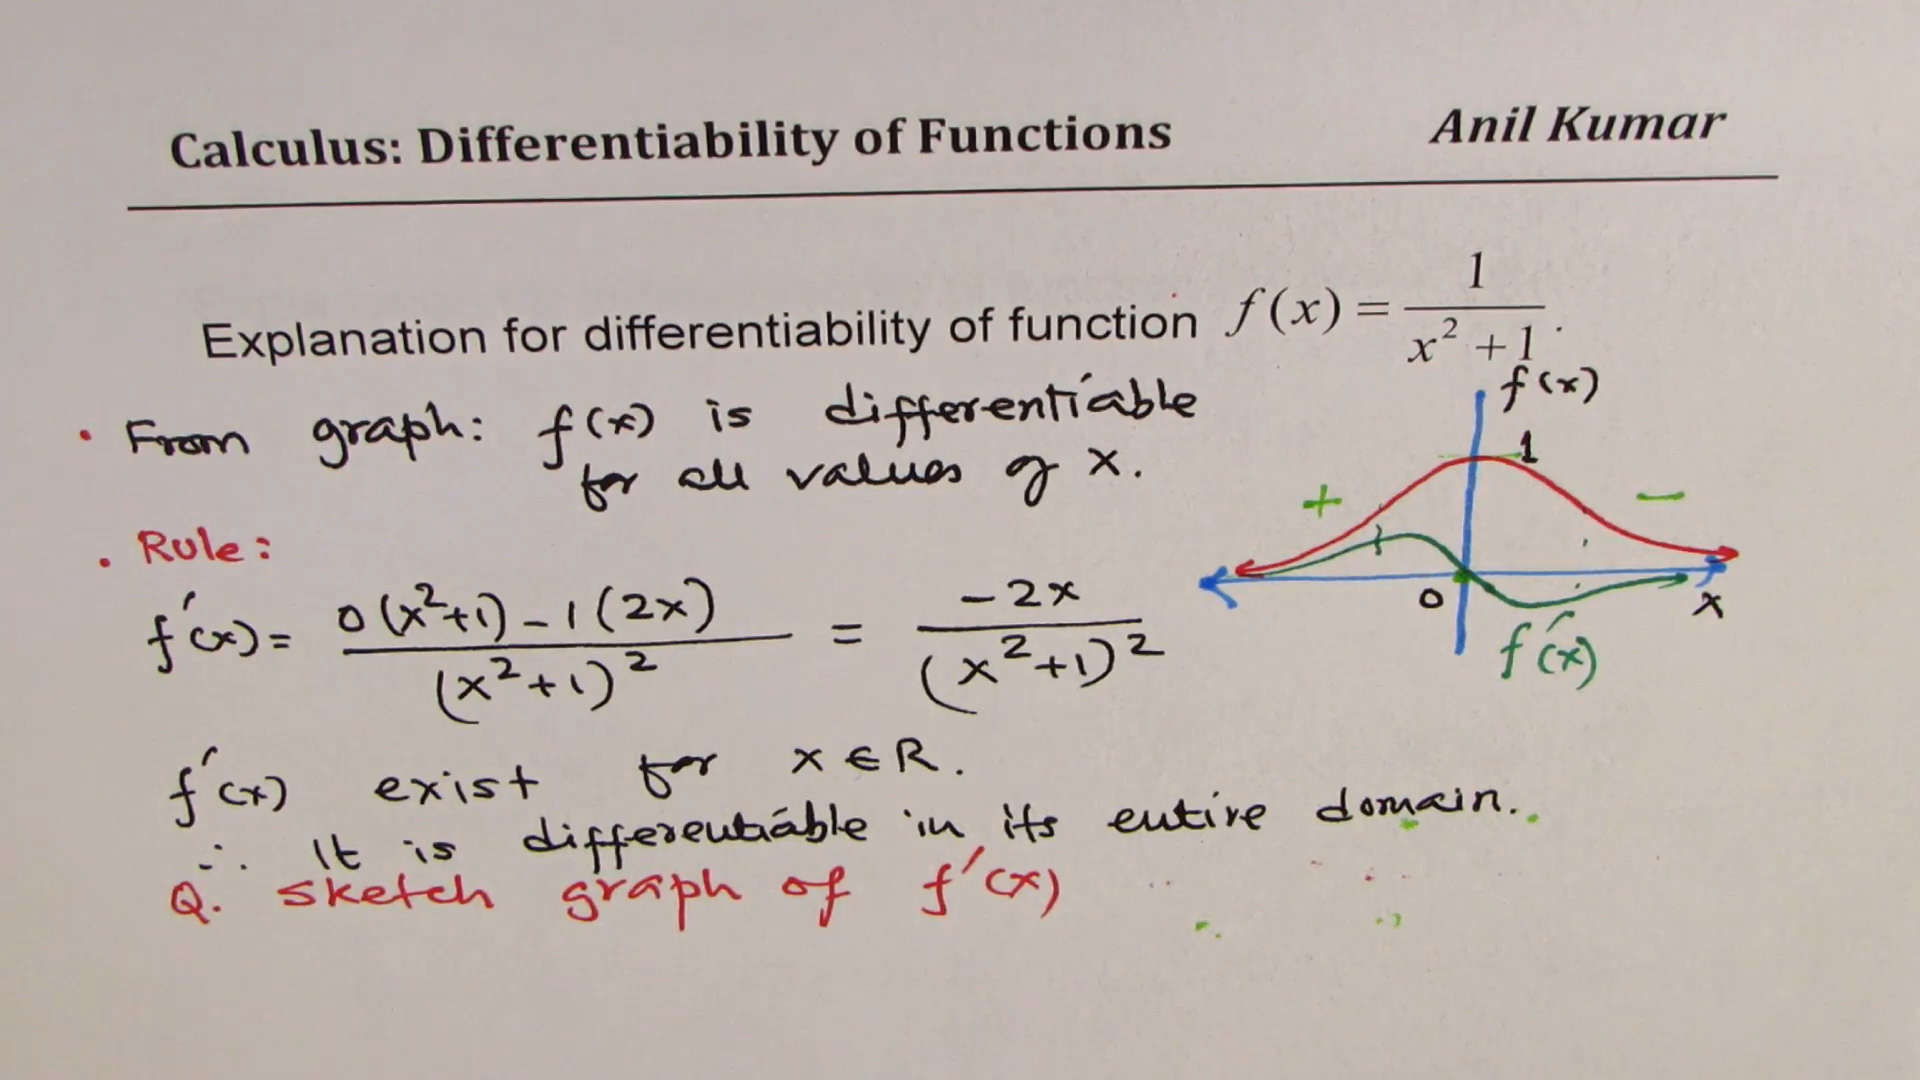 Calculus: Differentiability of Functions
Anil Kumar
Explanation for differentiability of function f(x) = 1/(x² + 1).
• From graph: f(x) is differentiable
for all values of x.
• Rule:
f'(x) = (0(x²+1) - 1(2x))/(x²+1)² = -2x/(x²+1)²
f'(x) exist for x ∈ R.
∴ It is differentiable in its entire domain.
Q. Sketch graph of f'(x)
f(x)
1
+ −
0 x
f'(x)